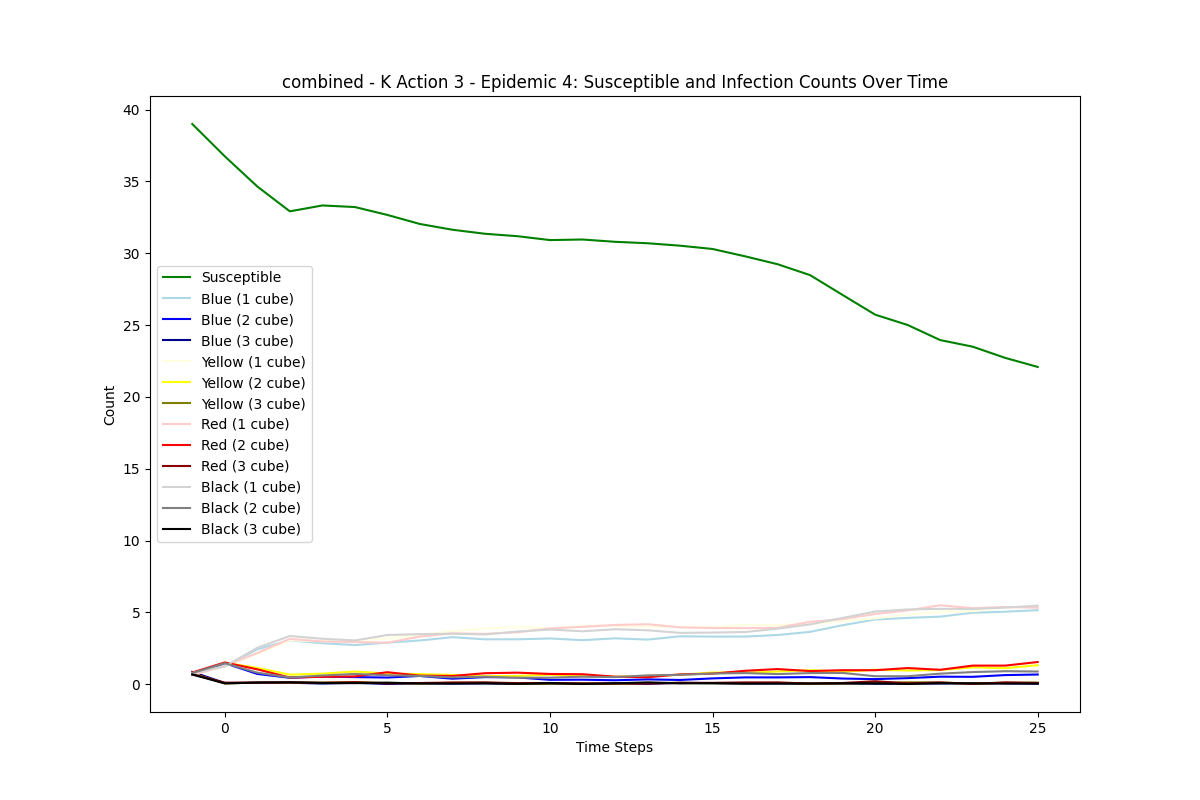 combined - K Action 3 - Epidemic 4: Susceptible and Infection Counts Over Time
40
35
30
25
20
15
10
5
0
Count
Susceptible
Blue (1 cube)
Blue (2 cube)
Blue (3 cube)
Yellow (1 cube)
Yellow (2 cube)
Yellow (3 cube)
Red (1 cube)
Red (2 cube)
Red (3 cube)
Black (1 cube)
Black (2 cube)
Black (3 cube)
0 5 10 15 20 25
Time Steps